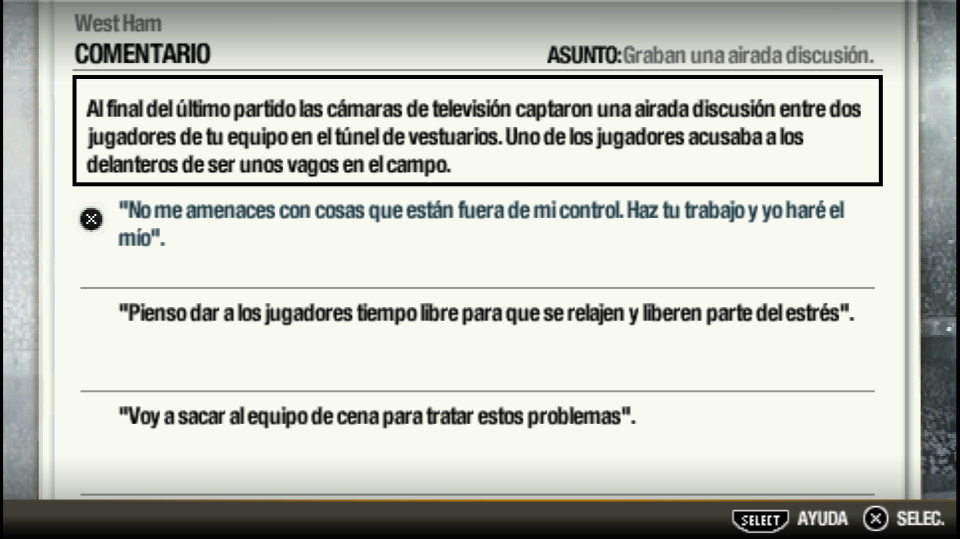 West Ham
COMENTARIO
ASUNTO: Graban una airada discusión.
Al final del último partido las cámaras de televisión captaron una airada discusión entre dos
jugadores de tu equipo en el túnel de vestuarios. Uno de los jugadores acusaba a los
delanteros de ser unos vagos en el campo.
"No me amenaces con cosas que están fuera de mi control. Haz tu trabajo y yo haré el
mío".
"Pienso dar a los jugadores tiempo libre para que se relajen y liberen parte del estrés".
"Voy a sacar al equipo de cena para tratar estos problemas".
SELECT AYUDA SELEC.